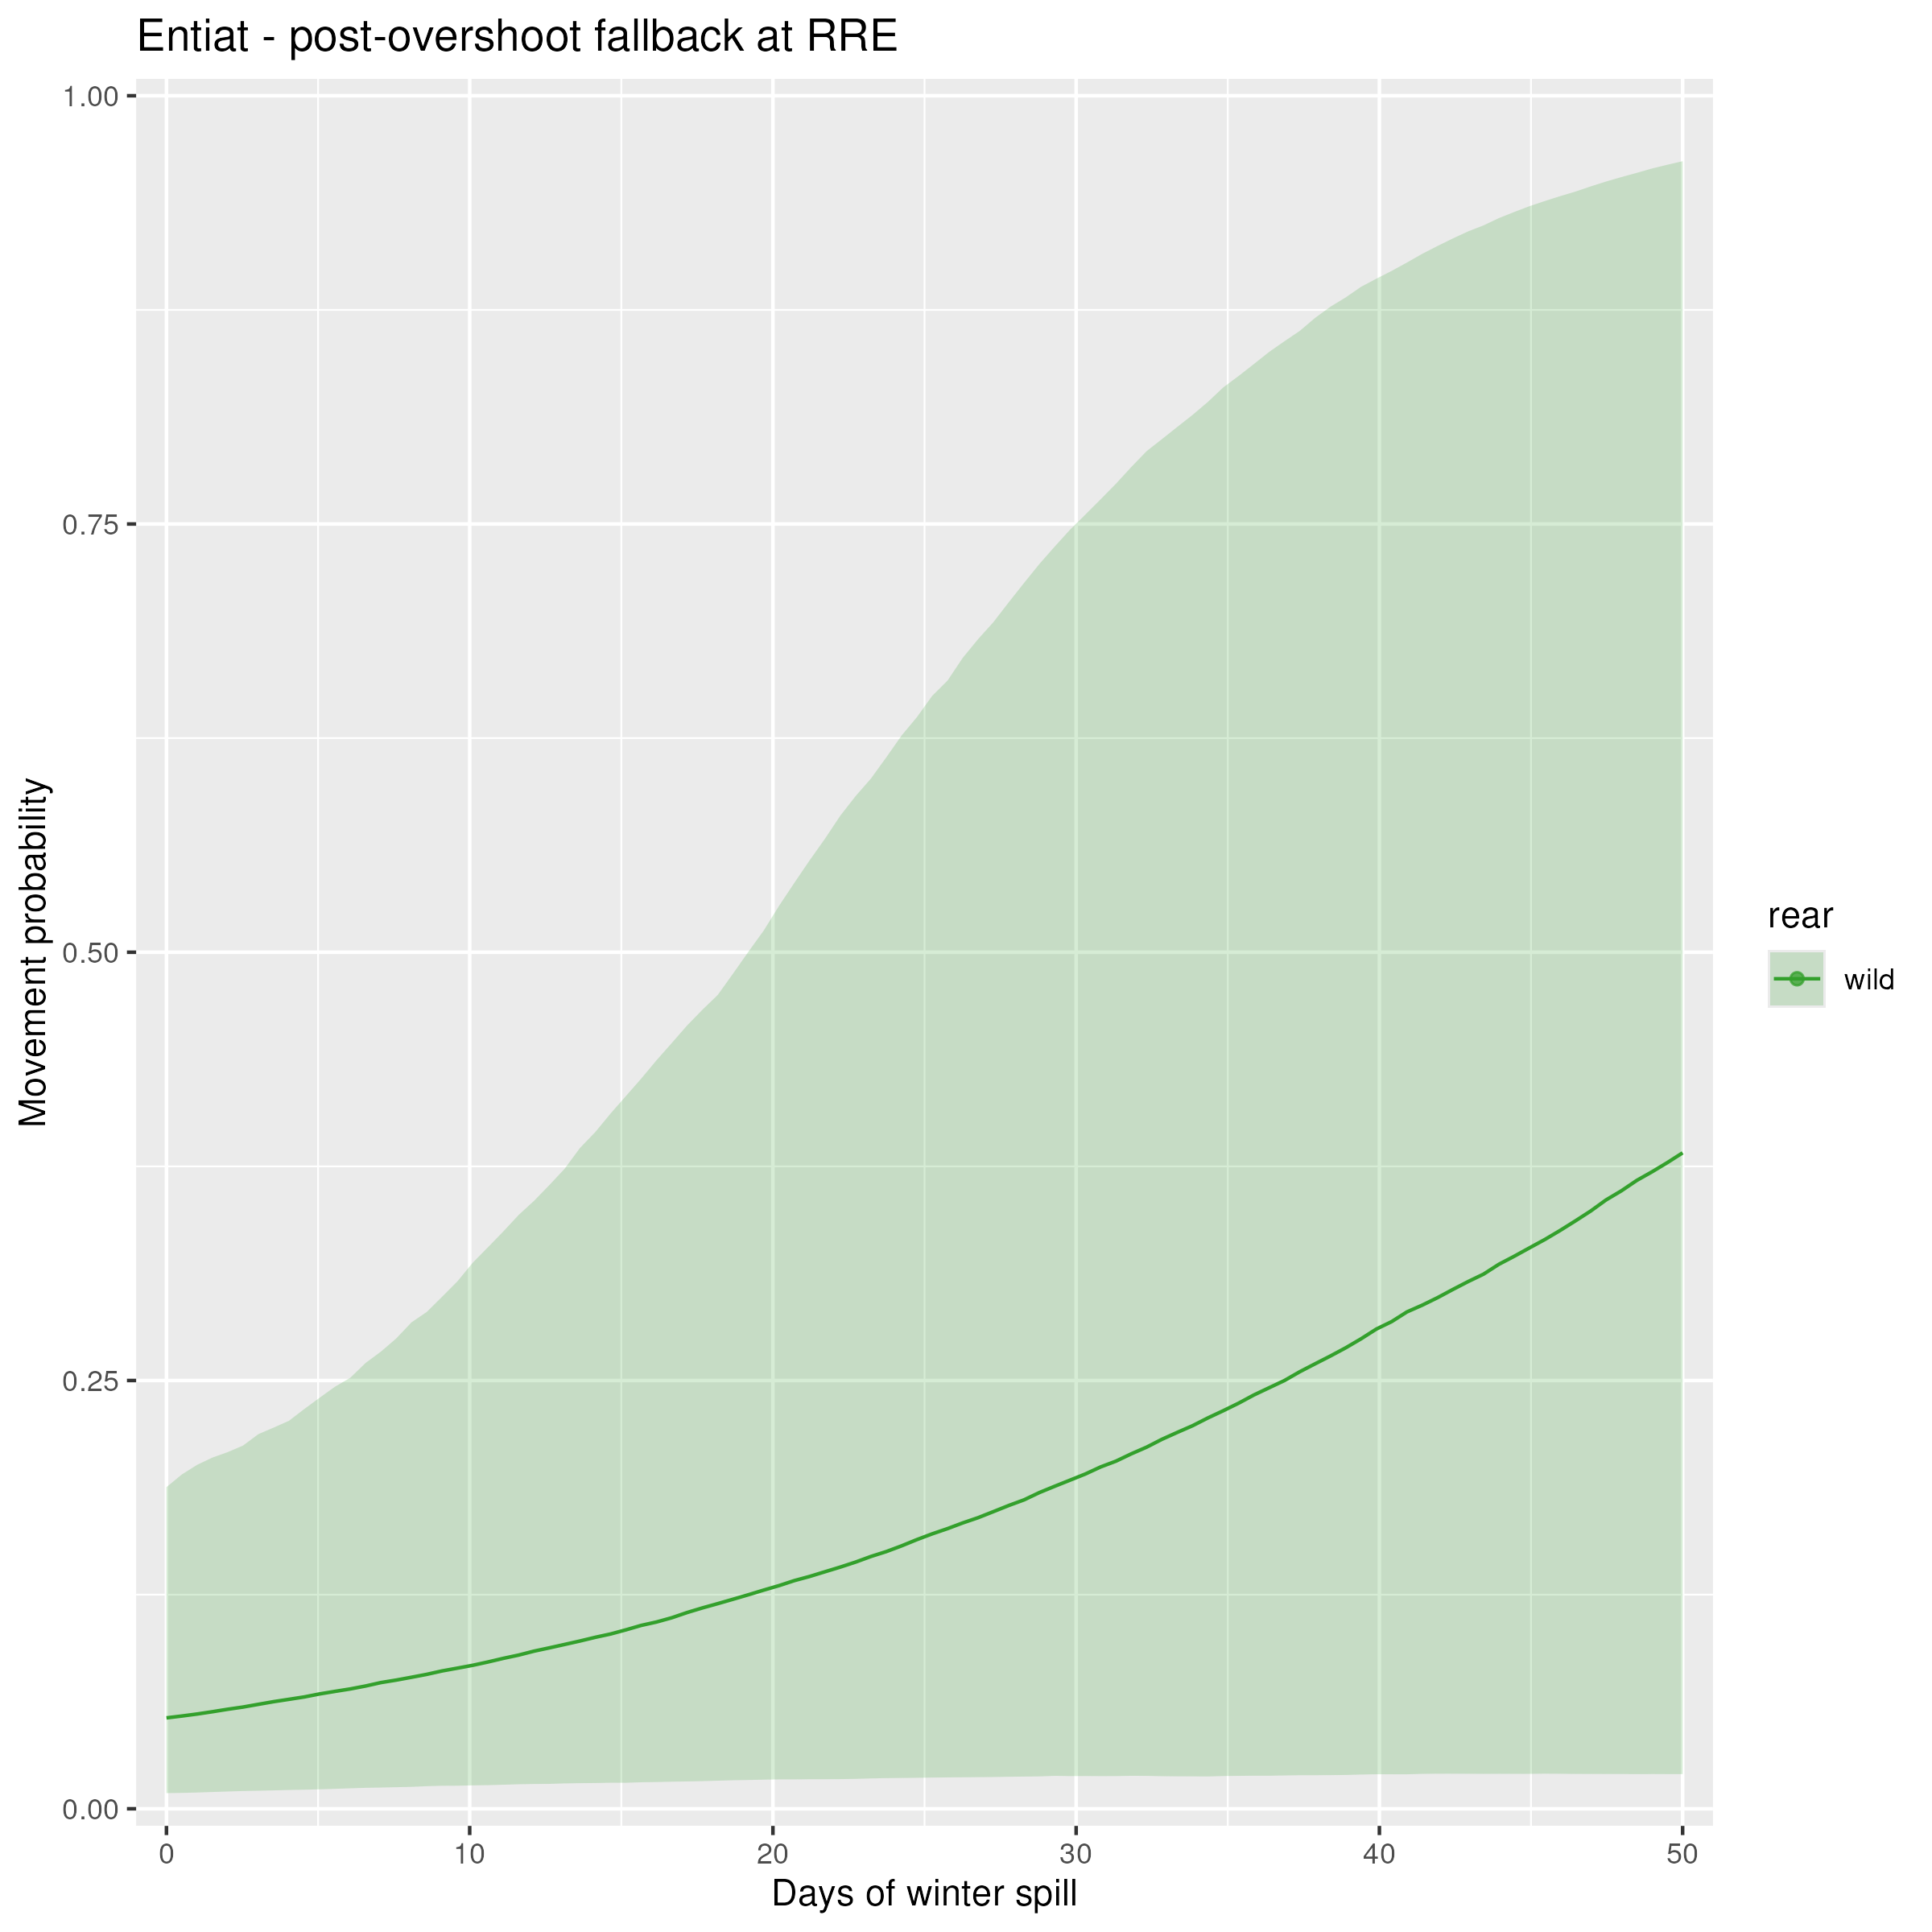 Entiat - post-overshoot fallback at RRE
1.00
0.75
0.50
0.25
0.00
Movement probability
0
10
20
30
40
50
Days of winter spill
rear
wild